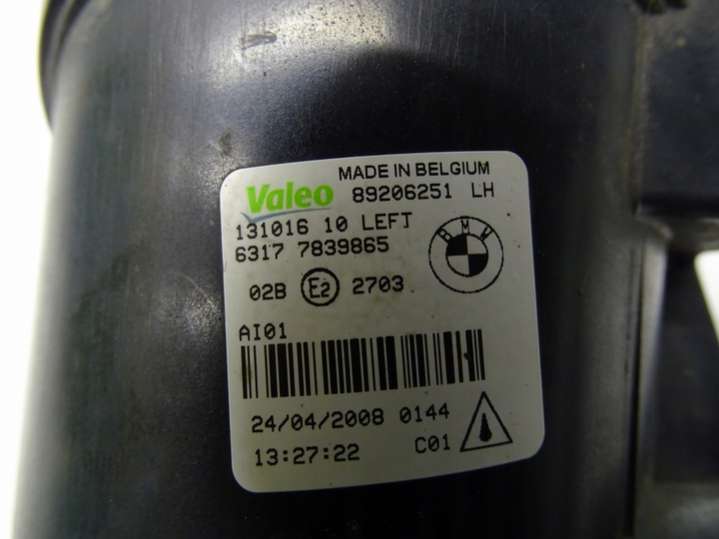 MADE IN BELGIUM
Valeo 89206251 LH
131016 10 LEFT
6317 7839865
BMW
02B E2 2703
AI01
24/04/2008 0144
13:27:22 C01